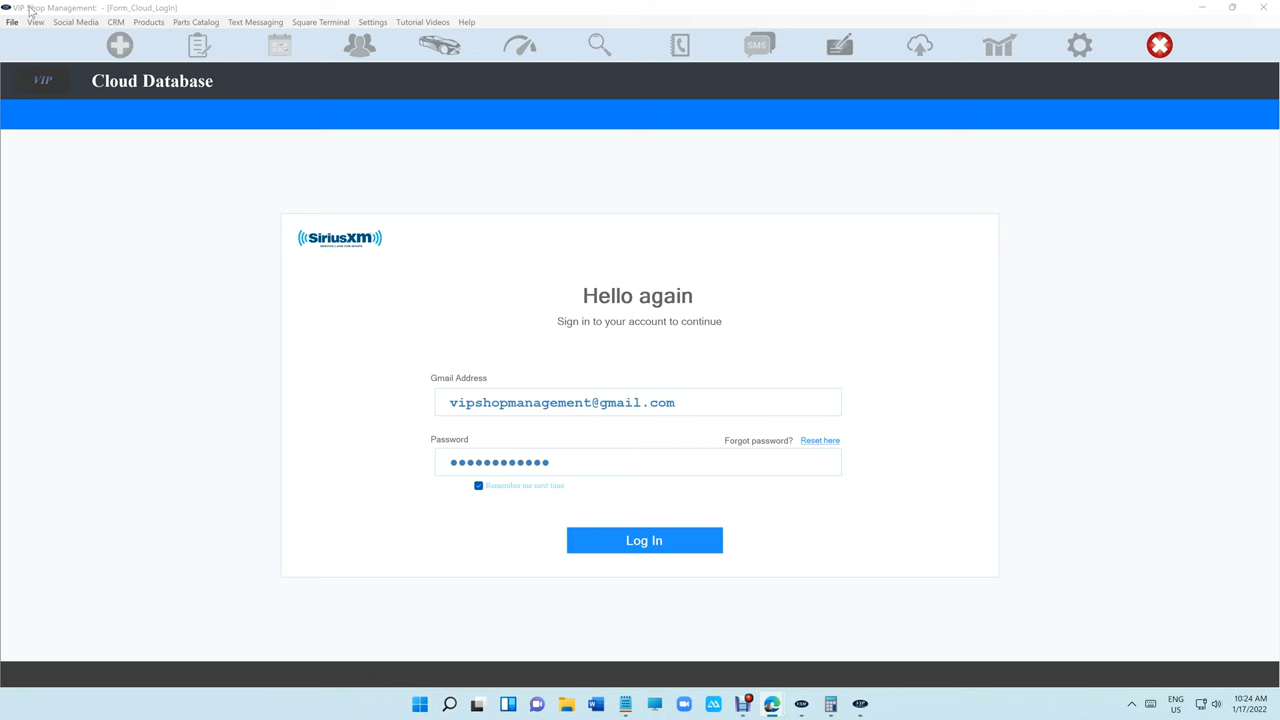 VIP Shop Management: - [Form_Cloud_LogIn]
File View Social Media CRM Products Parts Catalog Text Messaging Square Terminal Settings Tutorial Videos Help
SMS
VIP Cloud Database
SiriusXM
Hello again
Sign in to your account to continue
Gmail Address
vipshopmanagement@gmail.com
Password Forgot password? Reset here
Remember me next time
Log In
10:24 AM
ENG
US
1/17/2022